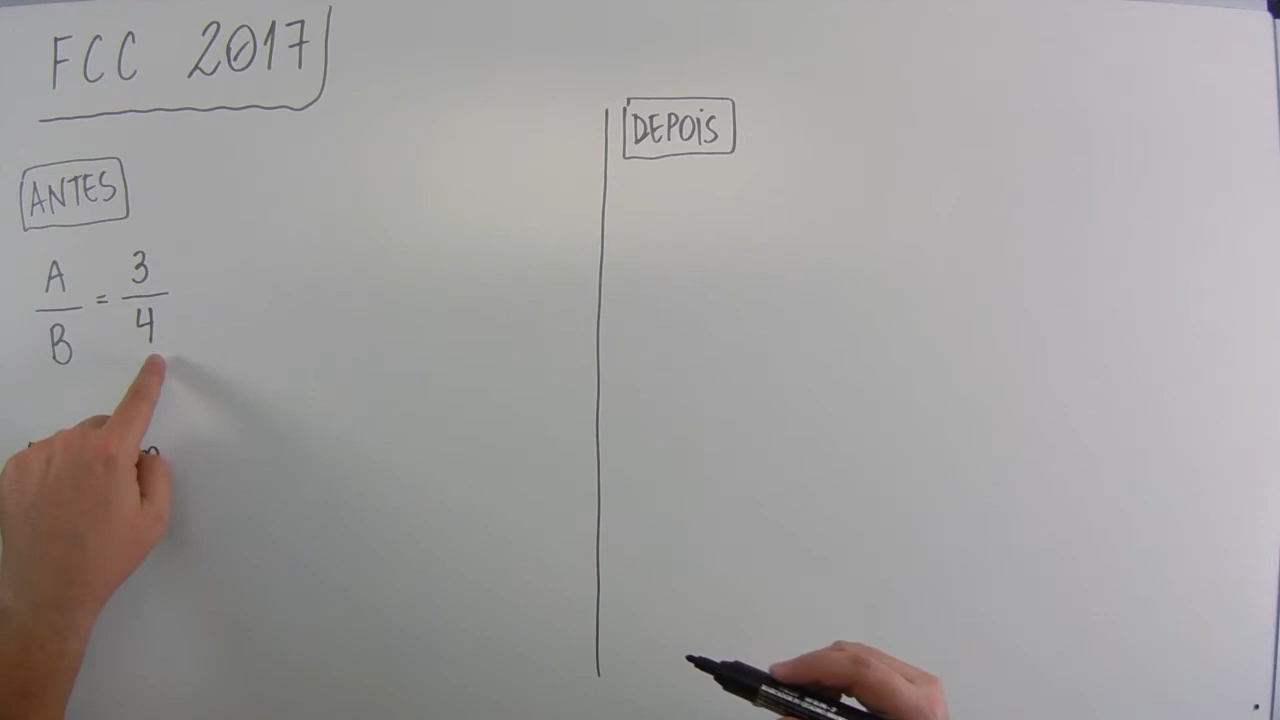 FCC 2017
ANTES
A/B = 3/4
DEPOIS